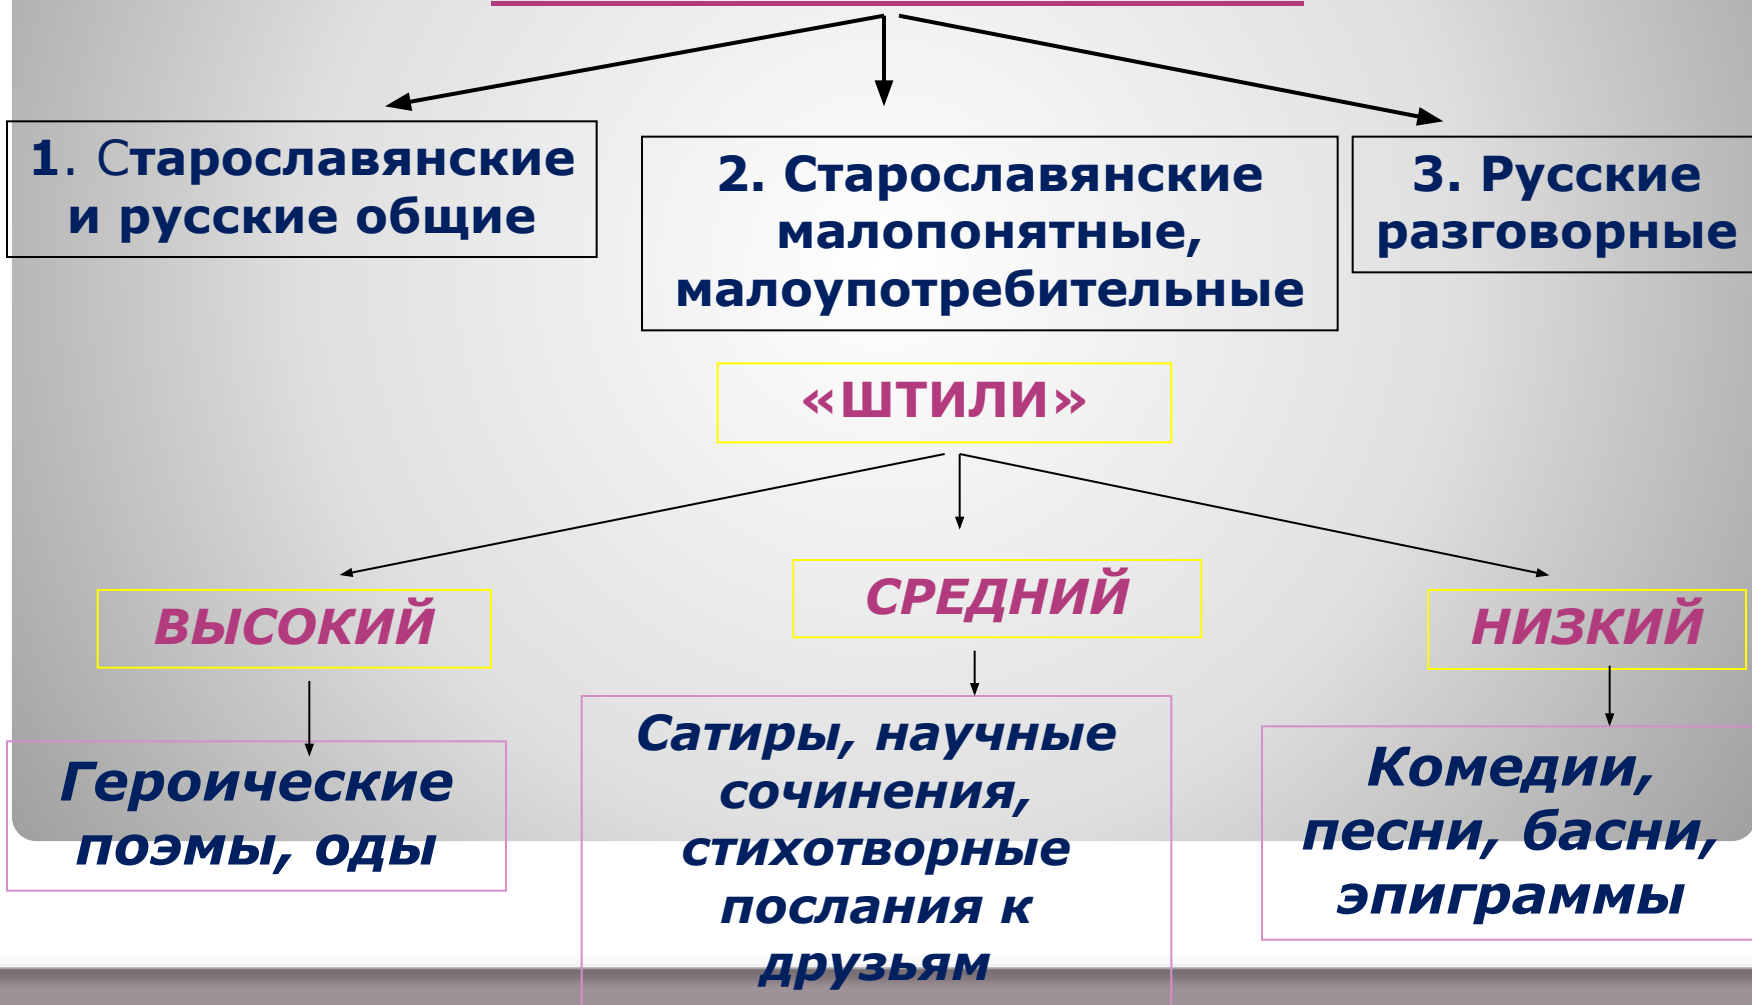 1. Старославянские
и русские общие
2. Старославянские
малопонятные,
малоупотребительные
3. Русские
разговорные
«ШТИЛИ»
ВЫСОКИЙ
СРЕДНИЙ
НИЗКИЙ
Героические
поэмы, оды
Сатиры, научные
сочинения,
стихотворные
послания к
друзьям
Комедии,
песни, басни,
эпиграммы